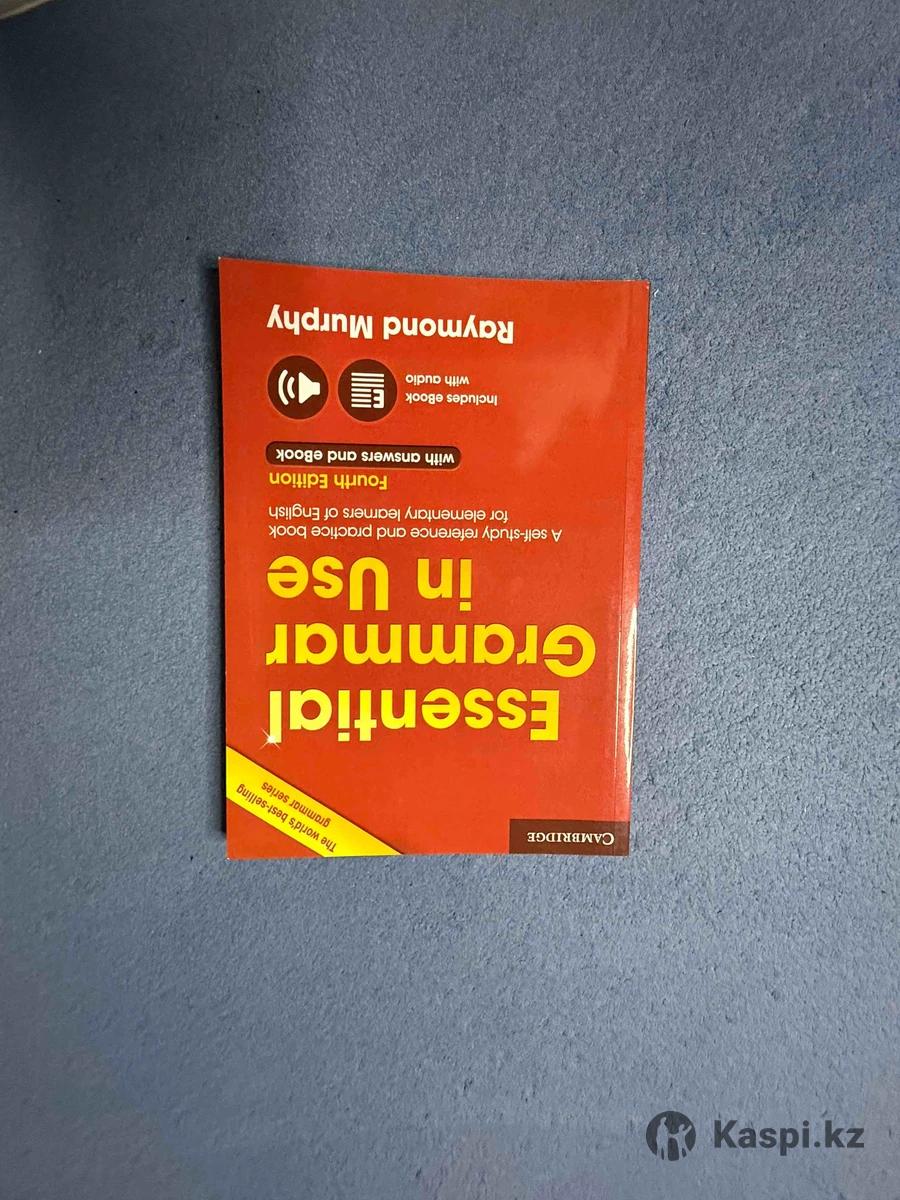 CAMBRIDGE
The world's best-selling
grammar series
Essential
Grammar
in Use
A self-study reference and practice book
for elementary learners of English
Fourth Edition
with answers and eBook
Includes eBook
with audio
E
Raymond Murphy
Kaspi.kz